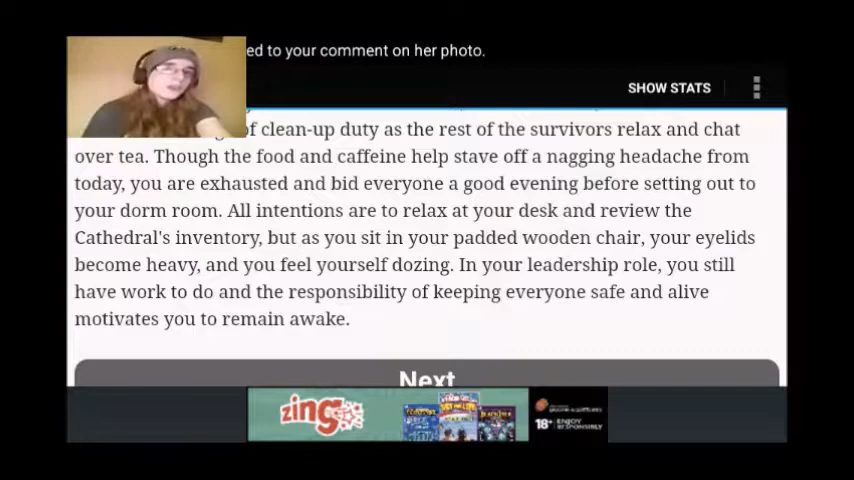 ed to your comment on her photo.
SHOW STATS
of clean-up duty as the rest of the survivors relax and chat
over tea. Though the food and caffeine help stave off a nagging headache from
today, you are exhausted and bid everyone a good evening before setting out to
your dorm room. All intentions are to relax at your desk and review the
Cathedral's inventory, but as you sit in your padded wooden chair, your eyelids
become heavy, and you feel yourself dozing. In your leadership role, you still
have work to do and the responsibility of keeping everyone safe and alive
motivates you to remain awake.
Next
zing
18+ ENJOY
RESPONSIBLY